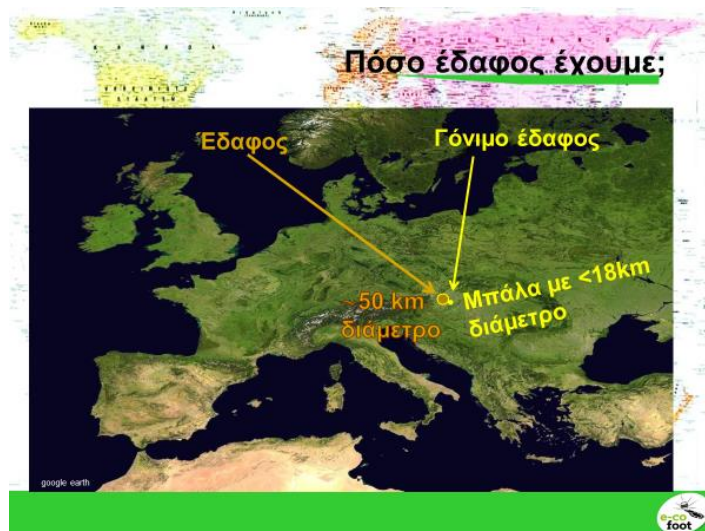 Πόσο έδαφος έχουμε;
Έδαφος
Γόνιμο έδαφος
~50 km
διάμετρο
Μπάλα με <18km
διάμετρο
google earth
e-co
foot